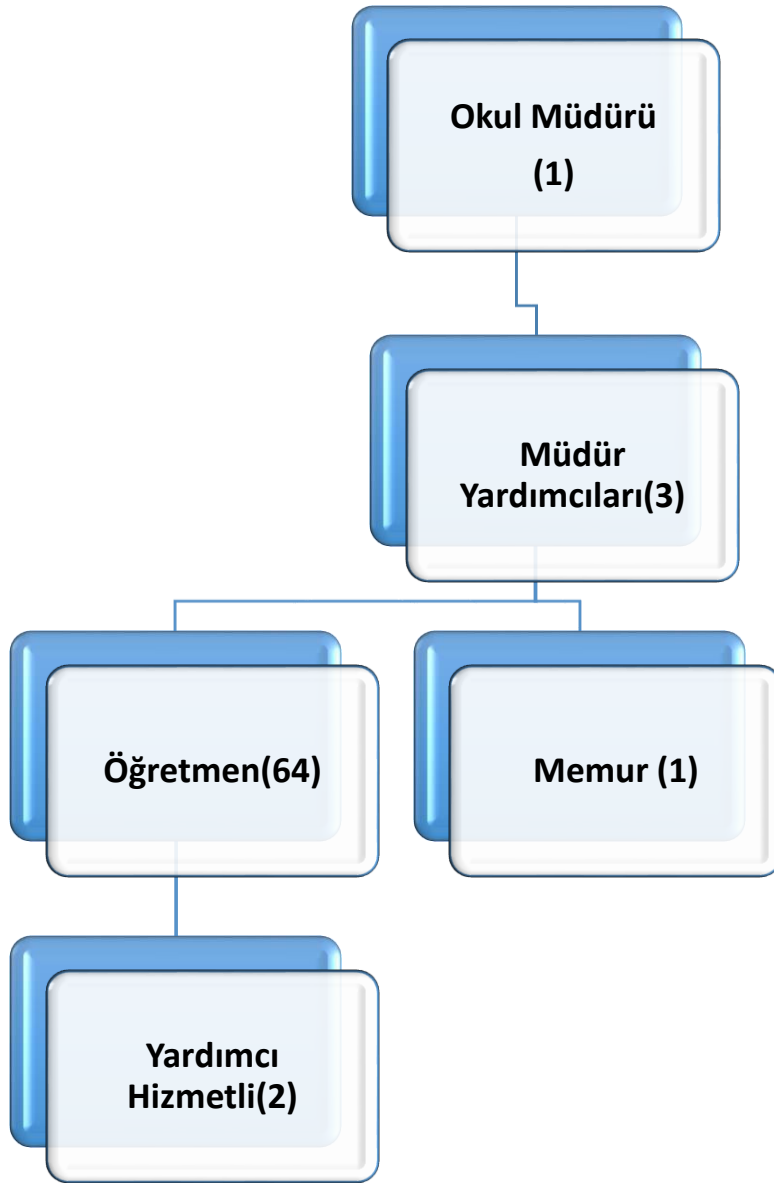 Okul Müdürü
(1)
Müdür
Yardımcıları(3)
Öğretmen(64)
Memur (1)
Yardımcı
Hizmetli(2)